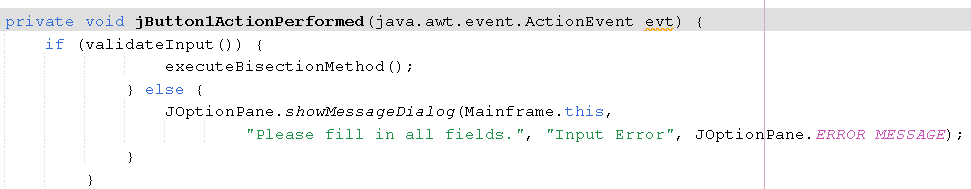 private void jButton1ActionPerformed(java.awt.event.ActionEvent evt) {
if (validateInput()) {
executeBisectionMethod();
} else {
JOptionPane.showMessageDialog(Mainframe.this,
"Please fill in all fields.", "Input Error", JOptionPane.ERROR_MESSAGE);
}
}